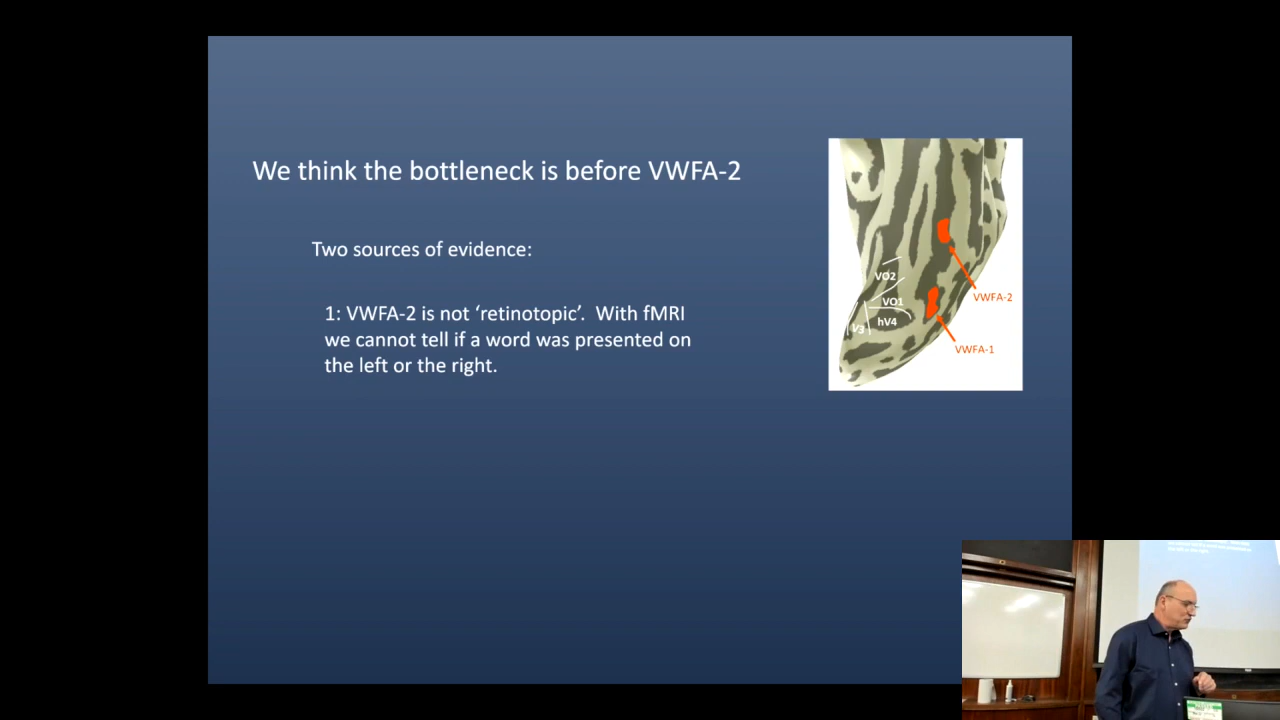 We think the bottleneck is before VWFA-2
Two sources of evidence:
1: VWFA-2 is not ‘retinotopic’. With fMRI
we cannot tell if a word was presented on
the left or the right.
VO2
VO1
hV4
V3
VWFA-2
VWFA-1